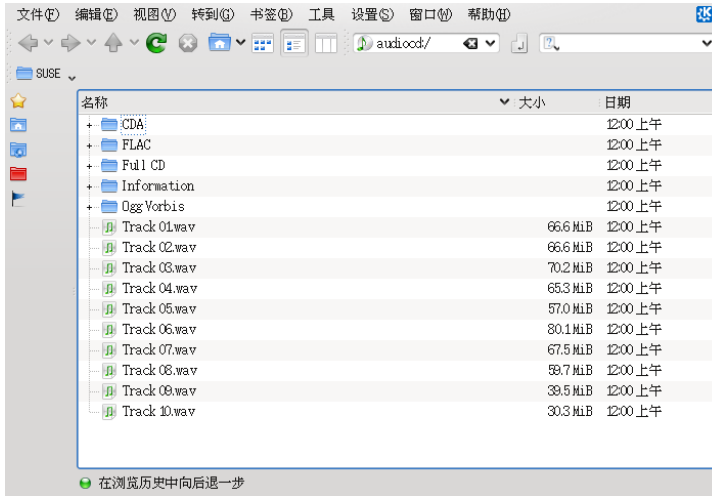 文件(F) 编辑(E) 视图(V) 转到(G) 书签(B) 工具 设置(S) 窗口(W) 帮助(H)
audiocd:/
SUSE
名称 大小 日期
CDA 12:00 上午
FLAC 12:00 上午
Full CD 12:00 上午
Information 12:00 上午
Ogg Vorbis 12:00 上午
Track 01.wav 66.6 MiB 12:00 上午
Track 02.wav 66.6 MiB 12:00 上午
Track 03.wav 70.2 MiB 12:00 上午
Track 04.wav 65.3 MiB 12:00 上午
Track 05.wav 57.0 MiB 12:00 上午
Track 06.wav 80.1 MiB 12:00 上午
Track 07.wav 67.5 MiB 12:00 上午
Track 08.wav 59.7 MiB 12:00 上午
Track 09.wav 39.5 MiB 12:00 上午
Track 10.wav 30.3 MiB 12:00 上午
在浏览历史中向后退一步